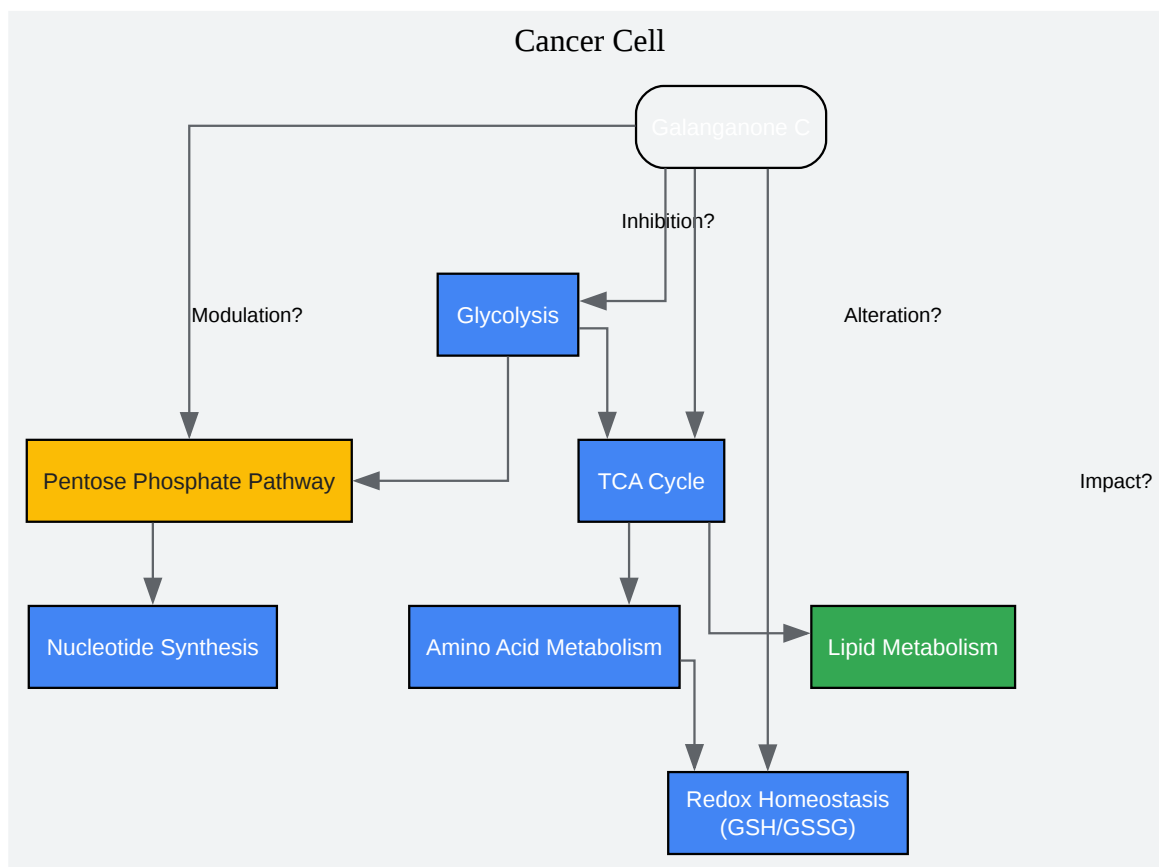 Cancer Cell
Galanganone C
Inhibition?
Glycolysis
Modulation?
Alteration?
Pentose Phosphate Pathway
TCA Cycle
Impact?
Nucleotide Synthesis
Amino Acid Metabolism
Lipid Metabolism
Redox Homeostasis
(GSH/GSSG)